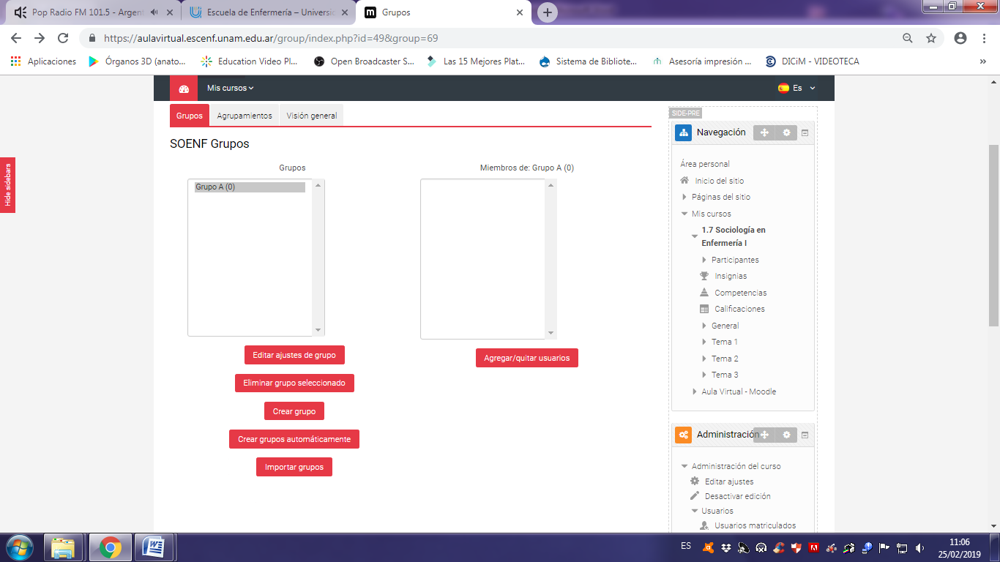 Pop Radio FM 101.5 - Argent
Escuela de Enfermería – Universid
Grupos
https://aulavirtual.escenf.unam.edu.ar/group/index.php?id=49&group=69
Aplicaciones
Órganos 3D (anato...
Education Video Pl...
Open Broadcaster S...
Las 15 Mejores Plat...
Sistema de Bibliote...
Asesoría impresión ...
DICiM - VIDEOTECA
»
Mis cursos
Es
Grupos
Agrupamientos
Visión general
SOENF Grupos
Grupos
Grupo A (0)
Editar ajustes de grupo
Eliminar grupo seleccionado
Crear grupo
Crear grupos automáticamente
Importar grupos
Miembros de: Grupo A (0)
Agregar/quitar usuarios
Hide sidebars
SIDE-PRE
Navegación
Área personal
Inicio del sitio
Páginas del sitio
Mis cursos
1.7 Sociología en
Enfermería I
Participantes
Insignias
Competencias
Calificaciones
General
Tema 1
Tema 2
Tema 3
Aula Virtual - Moodle
Administración
Administración del curso
Editar ajustes
Desactivar edición
Usuarios
Usuarios matriculados
ES
11:06
25/02/2019